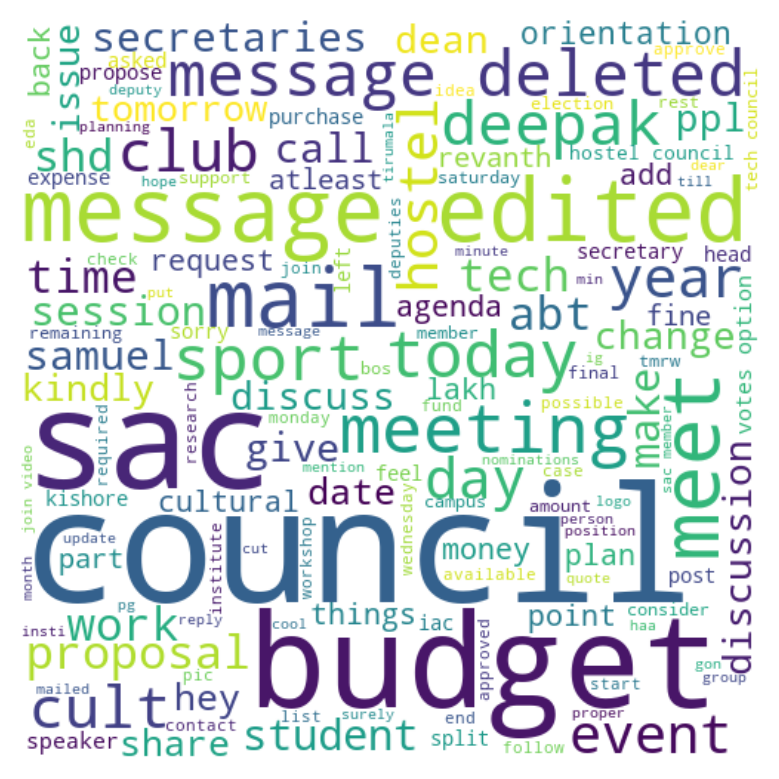 back
issue
secretaries
dean
orientation
asked
approve
propose
message deleted
deputy
idea
tomorrow
purchase
election
rest
eda
planning
hostel
deepak
ppl
shd
club
call
tirumala
revanth
hostel council
tech council
expense
hope
support
atleast
saturday
add
dear
till
message edited
check
time
request
join
left
deputies
minute
secretary
head
tech
min
year
put
session
mail
agenda
abt
fine
remaining
sorry
message
member
change
votes option
samuel
sport
today
bos
ig
final
tmrw
kindly
discuss
lakh
fund
possible
make
meet
sac
research
required
monday
give
meeting
sac member
discussion
join video
mention
feel
nominations
case
kishore
cultural
date
day
campus
amount
logo
person
position
council
update
part
institute
cut
workshop
wednesday
money
available
plan
quote
post
month
pg
reply
things
iac
approved
point
consider
insti
work
cool
haa
proposal
budget
gon
pic
mailed
start
group
cult
hey
contact
list
surely
end
proper
speaker
share
student
split
follow
event